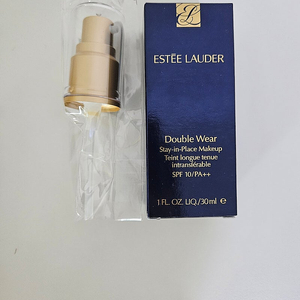 ESTĒE LAUDER
Double Wear
Stay-in-Place Makeup
Teint longue tenue
intransférable
SPF 10/PA++
1 FL. OZ. LIQ./30 ml ℮